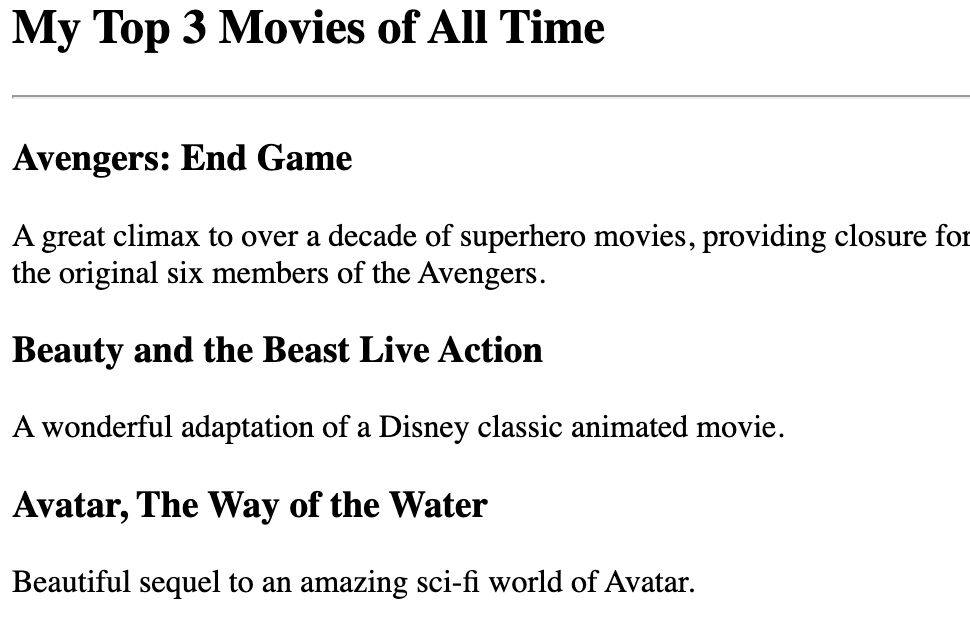 My Top 3 Movies of All Time
Avengers: End Game
A great climax to over a decade of superhero movies, providing closure for
the original six members of the Avengers.
Beauty and the Beast Live Action
A wonderful adaptation of a Disney classic animated movie.
Avatar, The Way of the Water
Beautiful sequel to an amazing sci-fi world of Avatar.